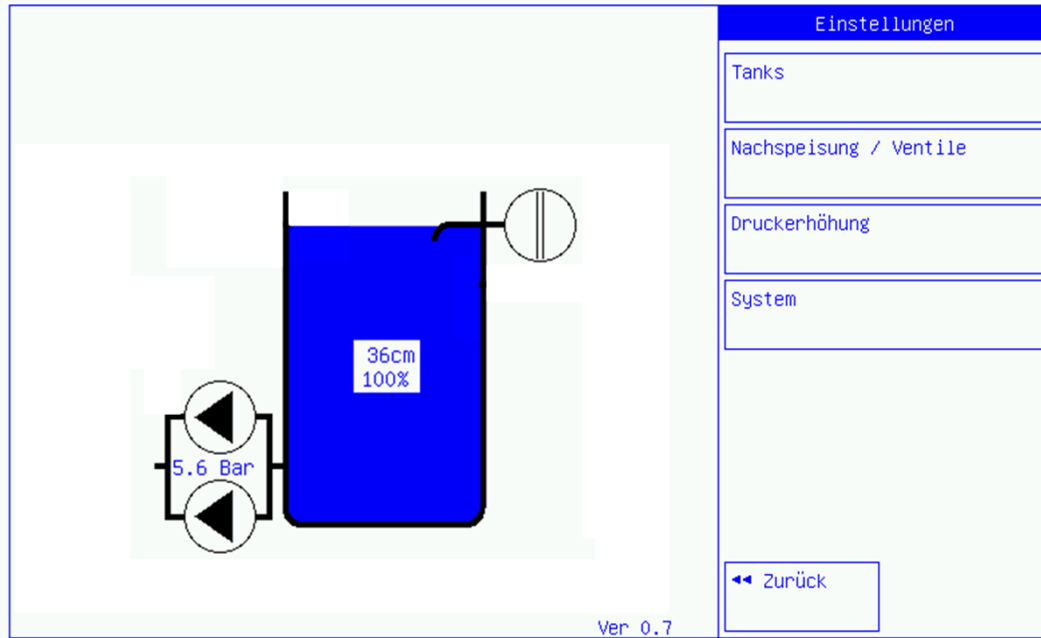 Einstellungen
Tanks
Nachspeisung / Ventile
Druckerhöhung
System
36cm
100%
5.6 Bar
◄◄ Zurück
Ver 0.7